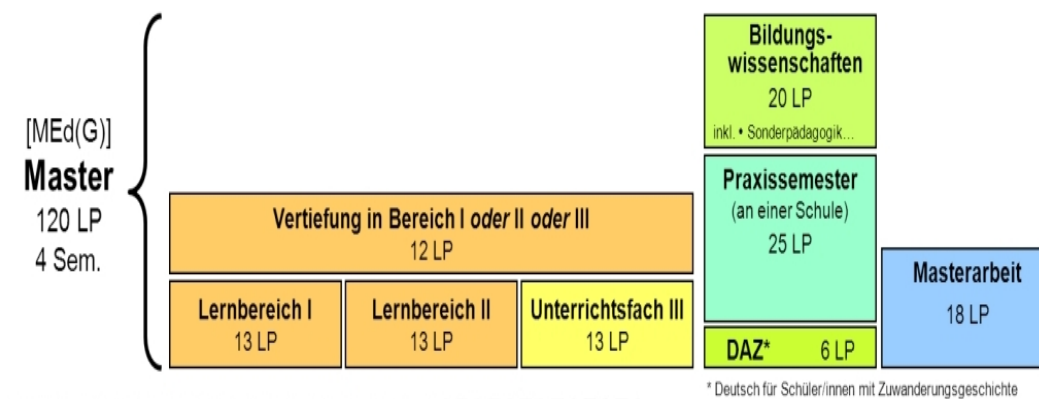 [MEd(G)]
Master
120 LP
4 Sem.
Vertiefung in Bereich I oder II oder III
12 LP
Lernbereich I
13 LP
Lernbereich II
13 LP
Unterrichtsfach III
13 LP
Bildungs-
wissenschaften
20 LP
inkl. • Sonderpädagogik...
Praxissemester
(an einer Schule)
25 LP
DAZ* 6 LP
Masterarbeit
18 LP
* Deutsch für Schüler/innen mit Zuwanderungsgeschichte